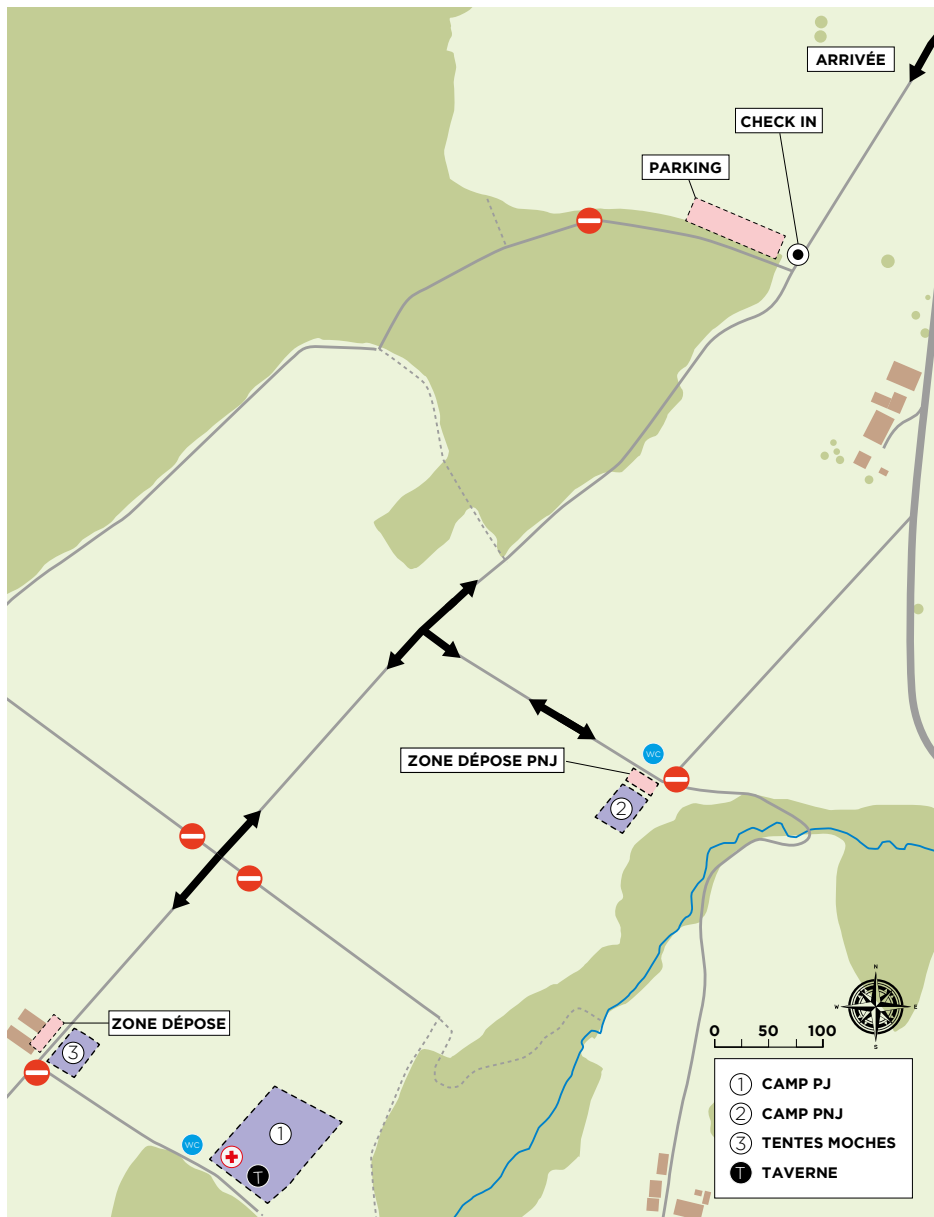 ARRIVÉE
CHECK IN
PARKING
WC
ZONE DÉPOSE PNJ
2
N
W E
S
ZONE DÉPOSE
0 50 100
3
1 CAMP PJ
2 CAMP PNJ
3 TENTES MOCHES
T TAVERNE
1
WC
T